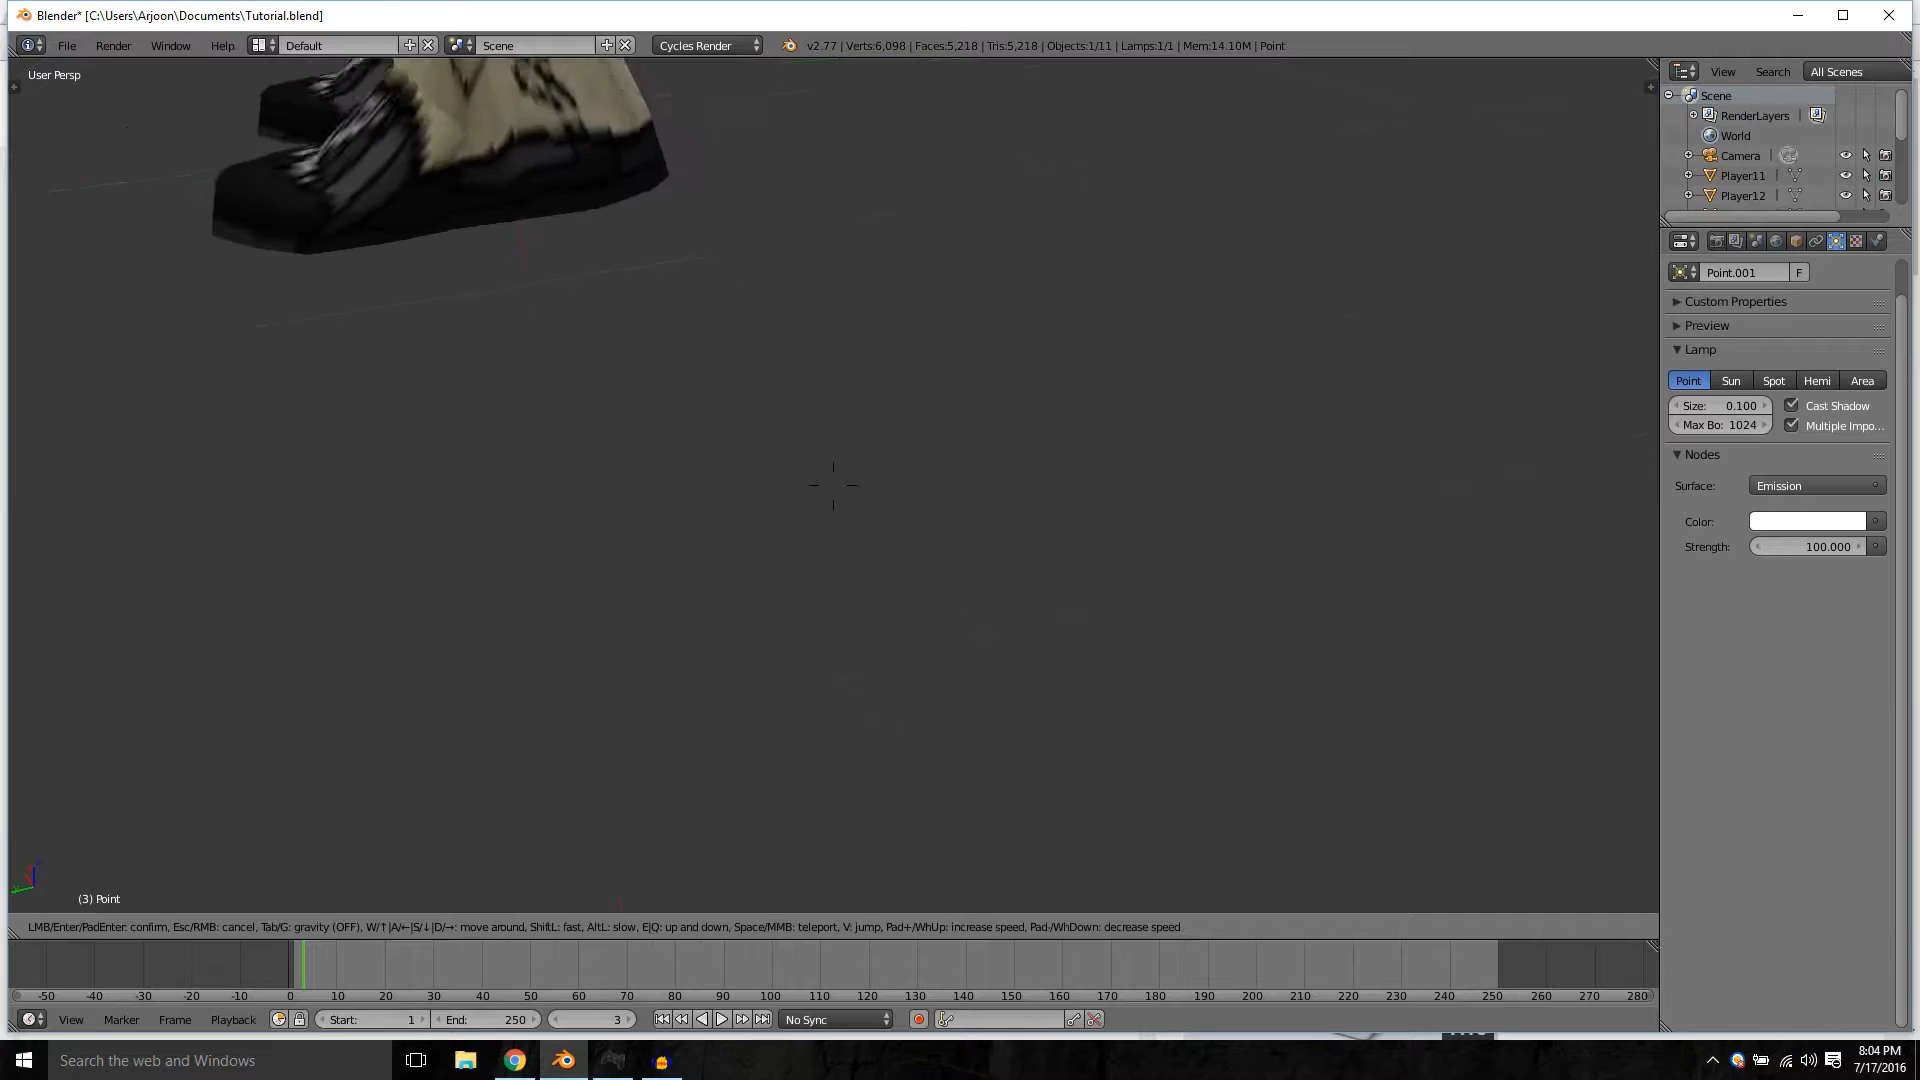 Blender* [C:\Users\Arjoon\Documents\Tutorial.blend]
File Render Window Help Default Scene Cycles Render v2.77 | Verts:6,098 | Faces:5,218 | Tris:5,218 | Objects:1/11 | Lamps:1/1 | Mem:14.10M | Point
User Persp
View Search All Scenes
Scene
RenderLayers
World
Camera
Player11
Player12
Point.001 F
Custom Properties
Preview
Lamp
Point Sun Spot Hemi Area
Size: 0.100 Cast Shadow
Max Bo: 1024 Multiple Impo...
Nodes
Surface: Emission
Color:
Strength: 100.000
(3) Point
LMB/Enter/PadEnter: confirm, Esc/RMB: cancel, Tab/G: gravity (OFF), W/↑|A/←|S/↓|D/→: move around, ShiftL: fast, AltL: slow, E|Q: up and down, Space/MMB: teleport, V: jump, Pad+/WhUp: increase speed, Pad-/WhDown: decrease speed
-50 -40 -30 -20 -10 0 10 20 30 40 50 60 70 80 90 100 110 120 130 140 150 160 170 180 190 200 210 220 230 240 250 260 270 280
View Marker Frame Playback Start: 1 End: 250 3 No Sync
Search the web and Windows
8:04 PM
7/17/2016